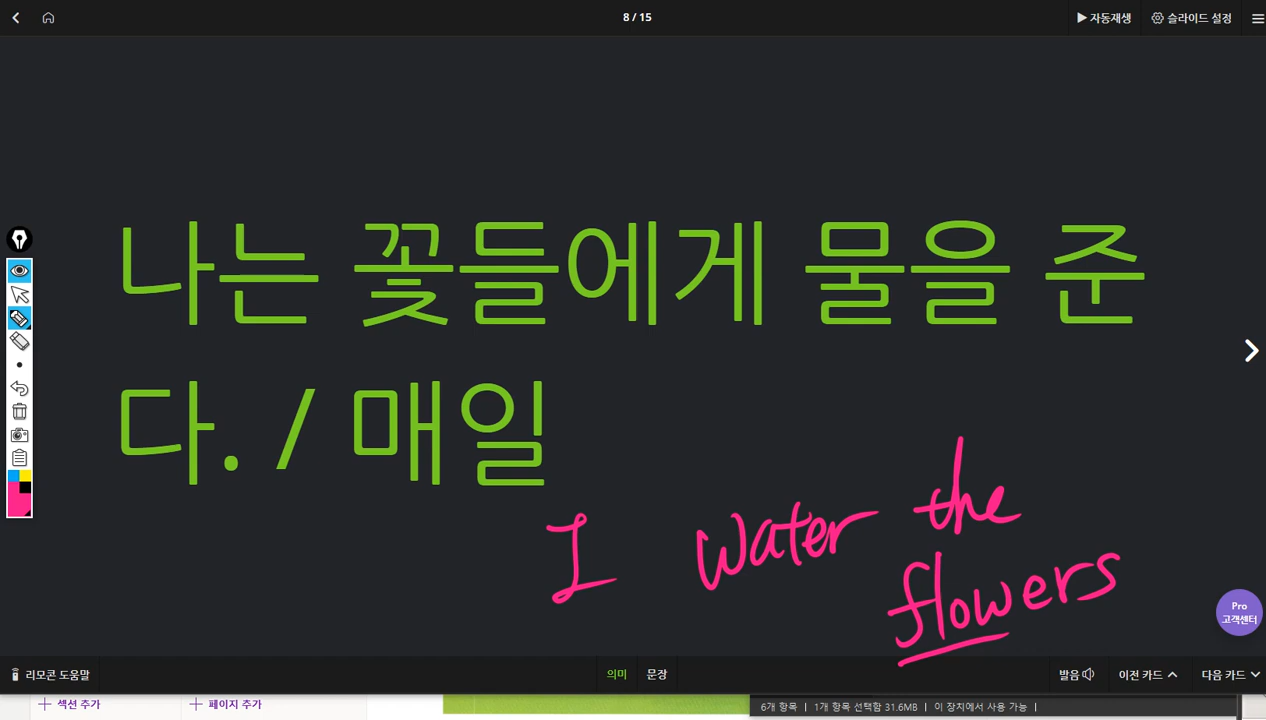 8 / 15
자동재생
슬라이드 설정
나는 꽃들에게 물을 준
다. / 매일
I water the
flowers
Pro
고객센터
리모콘 도움말
의미
문장
발음
이전 카드
다음 카드
섹션 추가
페이지 추가
6개 항목 | 1개 항목 선택함 31.6MB | 이 장치에서 사용 가능 |